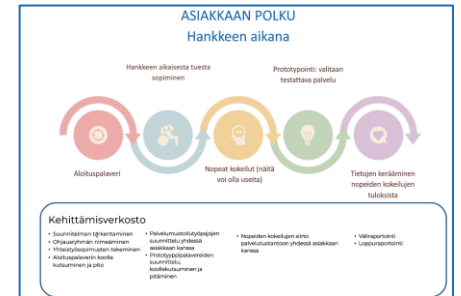 ASIAKKAAN POLKU
Hankkeen aikana
Hankkeen aikaisesta tuesta
sopiminen
Prototypointi: valitaan
testattava palvelu
Aloituspalaveri
Nopeat kokeilut (näitä
voi olla useita)
Tietojen kerääminen
nopeiden kokeilujen
tuloksista
Kehittämisverkosto
• Suunnitelman tärkentaminen
• Ohjausryhmän nimeäminen
• Yhteistyösopimusten tekeminen
• Aloituspalaverin koolle
kutsuminen ja pito
• Palvelumuotoilutyöpajojen
suunnittelu yhdessä
asiakkaan kanssa
• Prototyyppipalavereiden
suunnittelu,
koollekutsuminen ja
pitäminen
• Nopeiden kokeilujen siirto
palvelutuotantoon yhdessä asiakkaan
kanssa
• Väliraportointi
• Loppuraportointi